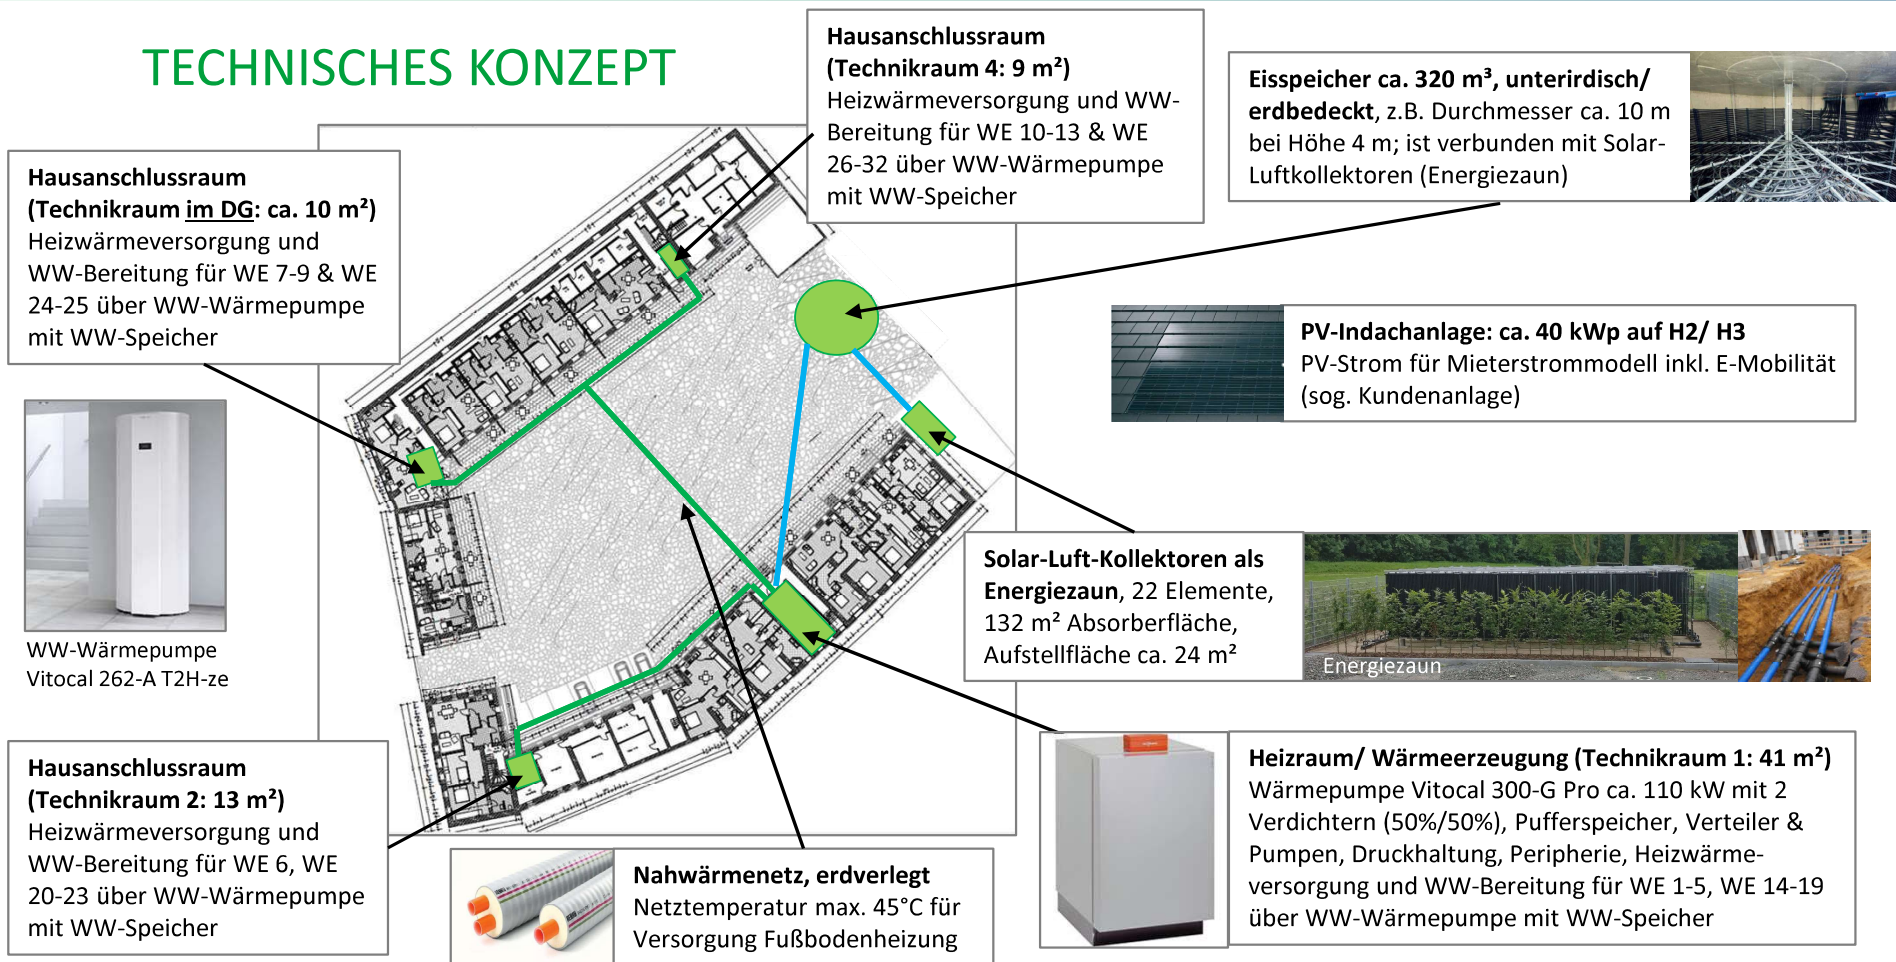 TECHNISCHES KONZEPT
Hausanschlussraum
(Technikraum 4: 9 m²)
Heizwärmeversorgung und WW-
Bereitung für WE 10-13 & WE
26-32 über WW-Wärmepumpe
mit WW-Speicher
Eisspeicher ca. 320 m³, unterirdisch/
erdbedeckt, z.B. Durchmesser ca. 10 m
bei Höhe 4 m; ist verbunden mit Solar-
Luftkollektoren (Energiezaun)
Hausanschlussraum
(Technikraum im DG: ca. 10 m²)
Heizwärmeversorgung und
WW-Bereitung für WE 7-9 & WE
24-25 über WW-Wärmepumpe
mit WW-Speicher
PV-Indachanlage: ca. 40 kWp auf H2/ H3
PV-Strom für Mieterstrommodell inkl. E-Mobilität
(sog. Kundenanlage)
WW-Wärmepumpe
Vitocal 262-A T2H-ze
Solar-Luft-Kollektoren als
Energiezaun, 22 Elemente,
132 m² Absorberfläche,
Aufstellfläche ca. 24 m²
Energiezaun
Hausanschlussraum
(Technikraum 2: 13 m²)
Heizwärmeversorgung und
WW-Bereitung für WE 6, WE
20-23 über WW-Wärmepumpe
mit WW-Speicher
Nahwärmenetz, erdverlegt
Netztemperatur max. 45°C für
Versorgung Fußbodenheizung
Heizraum/ Wärmeerzeugung (Technikraum 1: 41 m²)
Wärmepumpe Vitocal 300-G Pro ca. 110 kW mit 2
Verdichtern (50%/50%), Pufferspeicher, Verteiler &
Pumpen, Druckhaltung, Peripherie, Heizwärme-
versorgung und WW-Bereitung für WE 1-5, WE 14-19
über WW-Wärmepumpe mit WW-Speicher